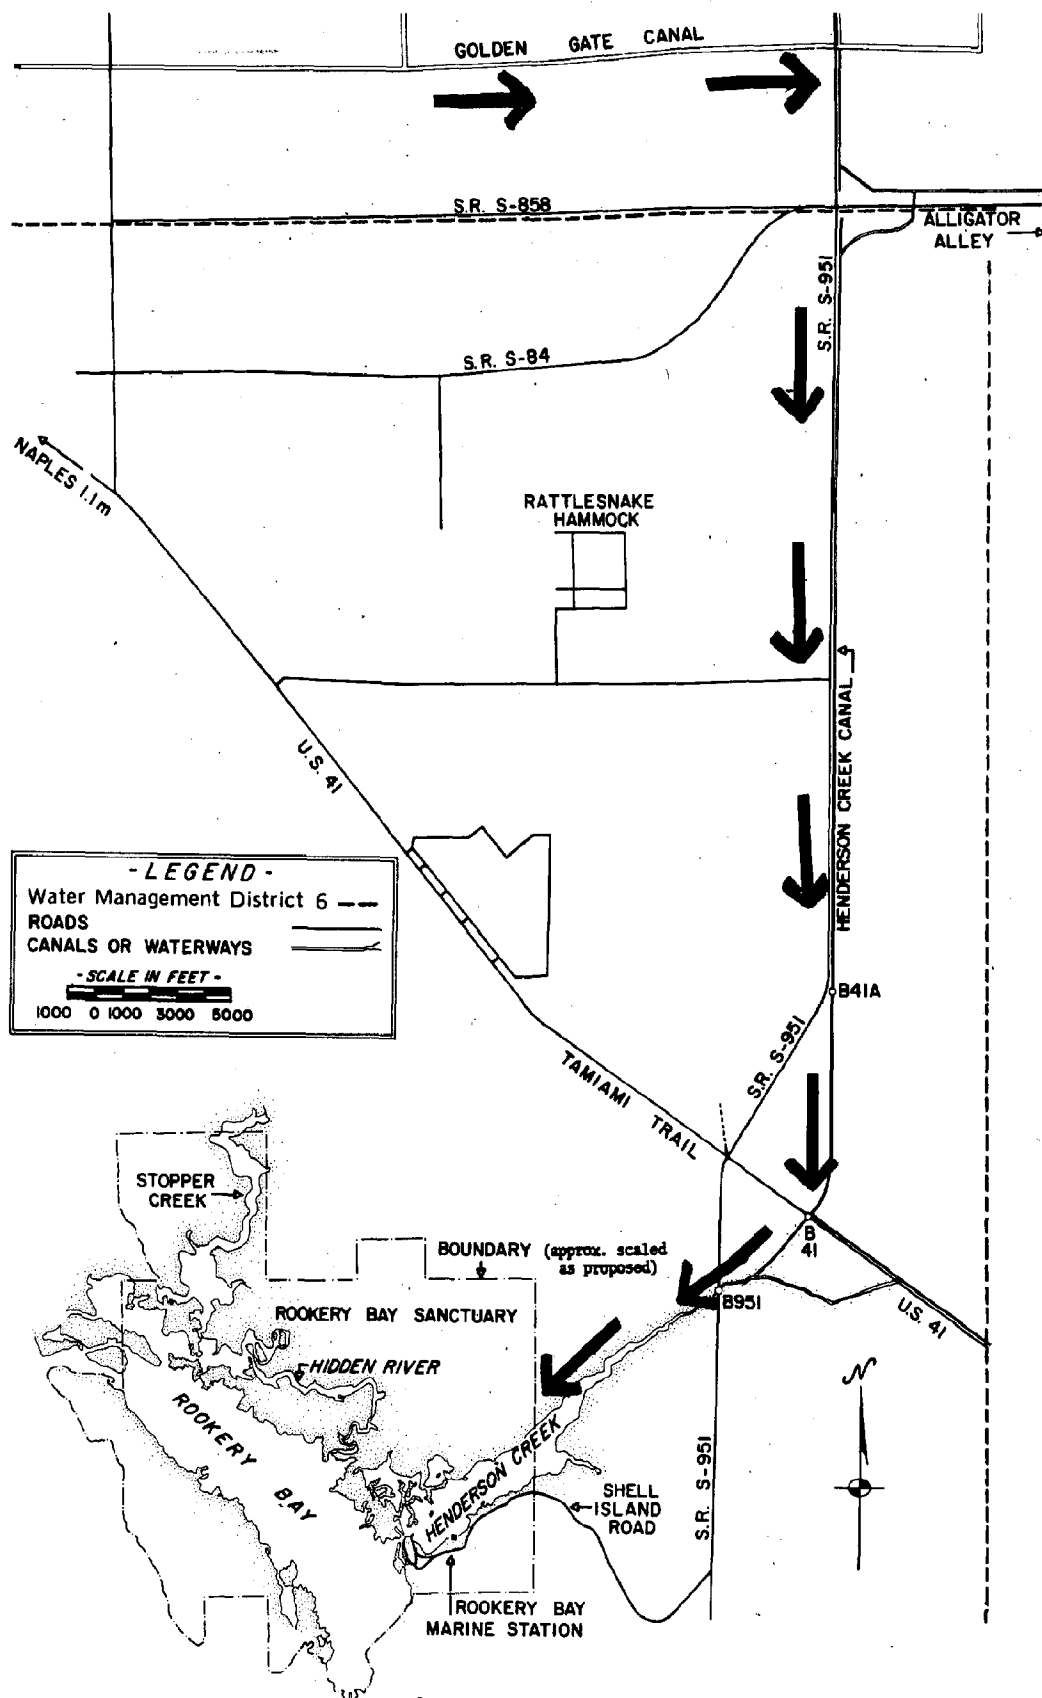 GOLDEN GATE CANAL
S.R. S-858
ALLIGATOR
ALLEY
S.R. S-951
S.R. S-84
NAPLES 1.1m
RATTLESNAKE
HAMMOCK
HENDERSON CREEK CANAL
U.S. 41
-LEGEND-
Water Management District 6
ROADS
CANALS OR WATERWAYS
-SCALE IN FEET-
1000 0 1000 3000 5000
B41A
S.R. S-951
TAMIAMI TRAIL
STOPPER
CREEK
B
41
BOUNDARY (approx. scaled
as proposed)
B951
U.S. 41
ROOKERY BAY SANCTUARY
HIDDEN RIVER
N
ROOKERY
BAY
HENDERSON CREEK
S.R. S-951
SHELL
ISLAND
ROAD
ROOKERY BAY
MARINE STATION